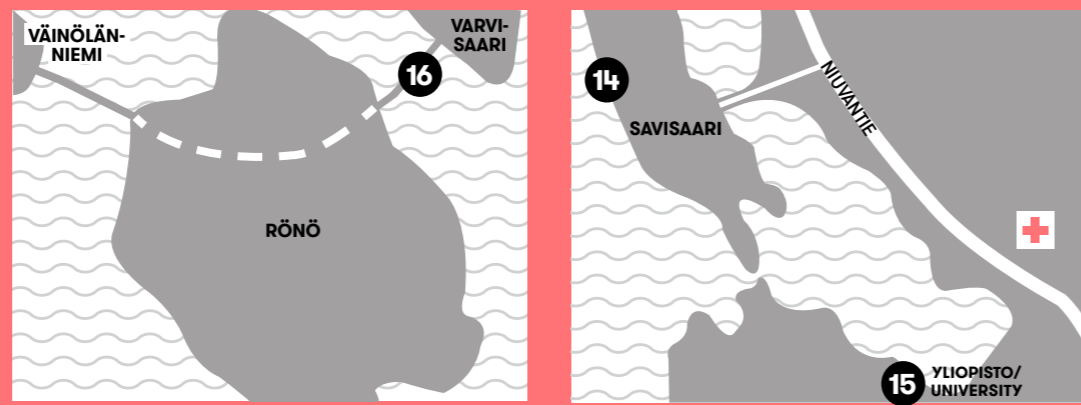 VÄINÖLÄN-
NIEMI
VARVI-
SAARI
16
RÖNÖ
14
SAVISAARI
NIUVANTIE
15
YLIOPISTO/
UNIVERSITY